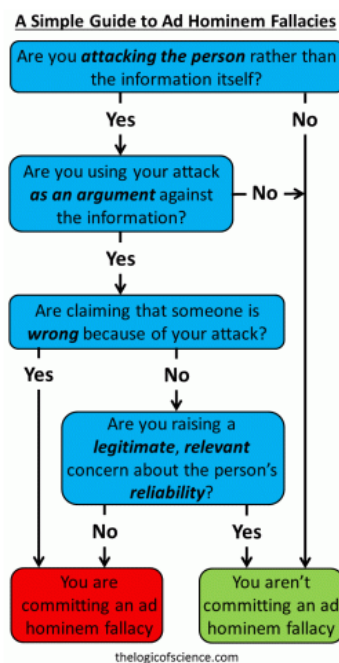 A Simple Guide to Ad Hominem Fallacies
Are you attacking the person rather than
the information itself?
Yes
No
Are you using your attack
as an argument against
the information?
No
Yes
Are claiming that someone is
wrong because of your attack?
Yes
No
Are you raising a
legitimate, relevant
concern about the person's
reliability?
No
Yes
You are
committing an ad
hominem fallacy
You aren't
committing an ad
hominem fallacy
thelogicofscience.com